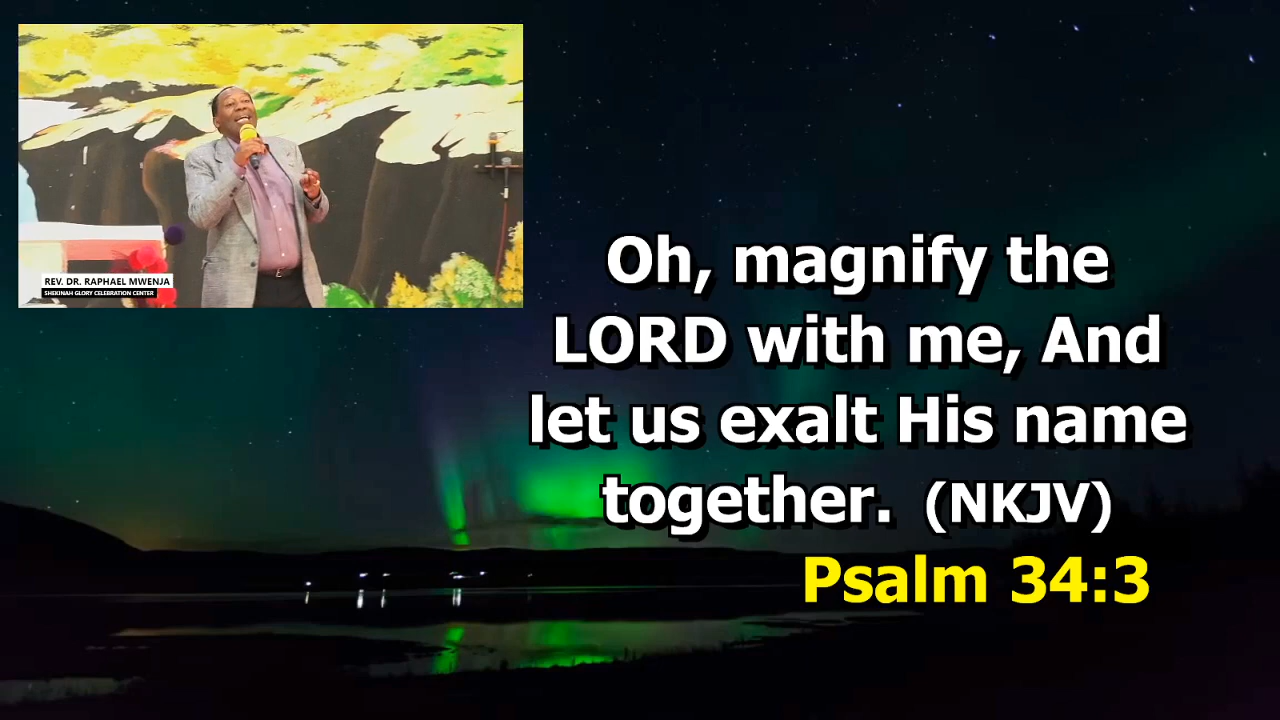 REV. DR. RAPHAEL MWENJA
SHEKINAH GLORY CELEBRATION CENTER
Oh, magnify the
LORD with me, And
let us exalt His name
together. (NKJV)
Psalm 34:3